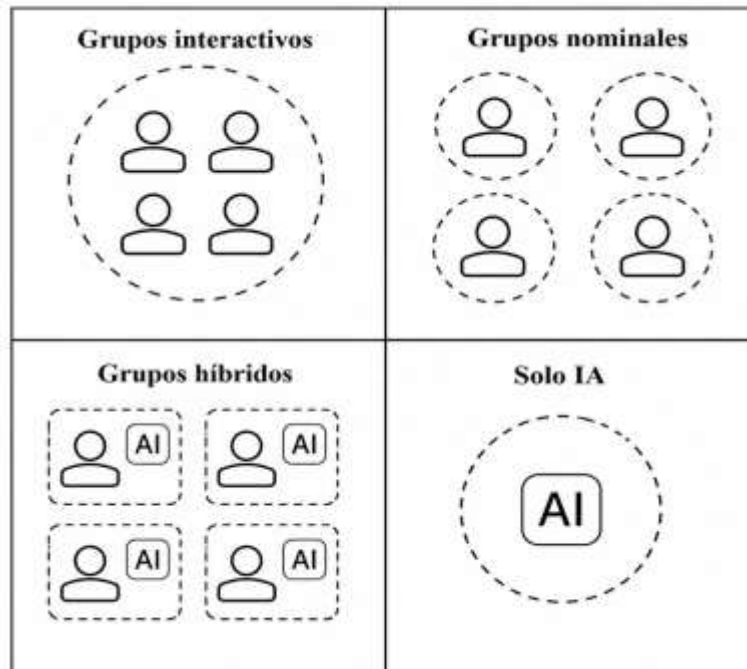 Grupos interactivos
Grupos nominales
Grupos híbridos
AI
AI
AI
AI
Solo IA
AI